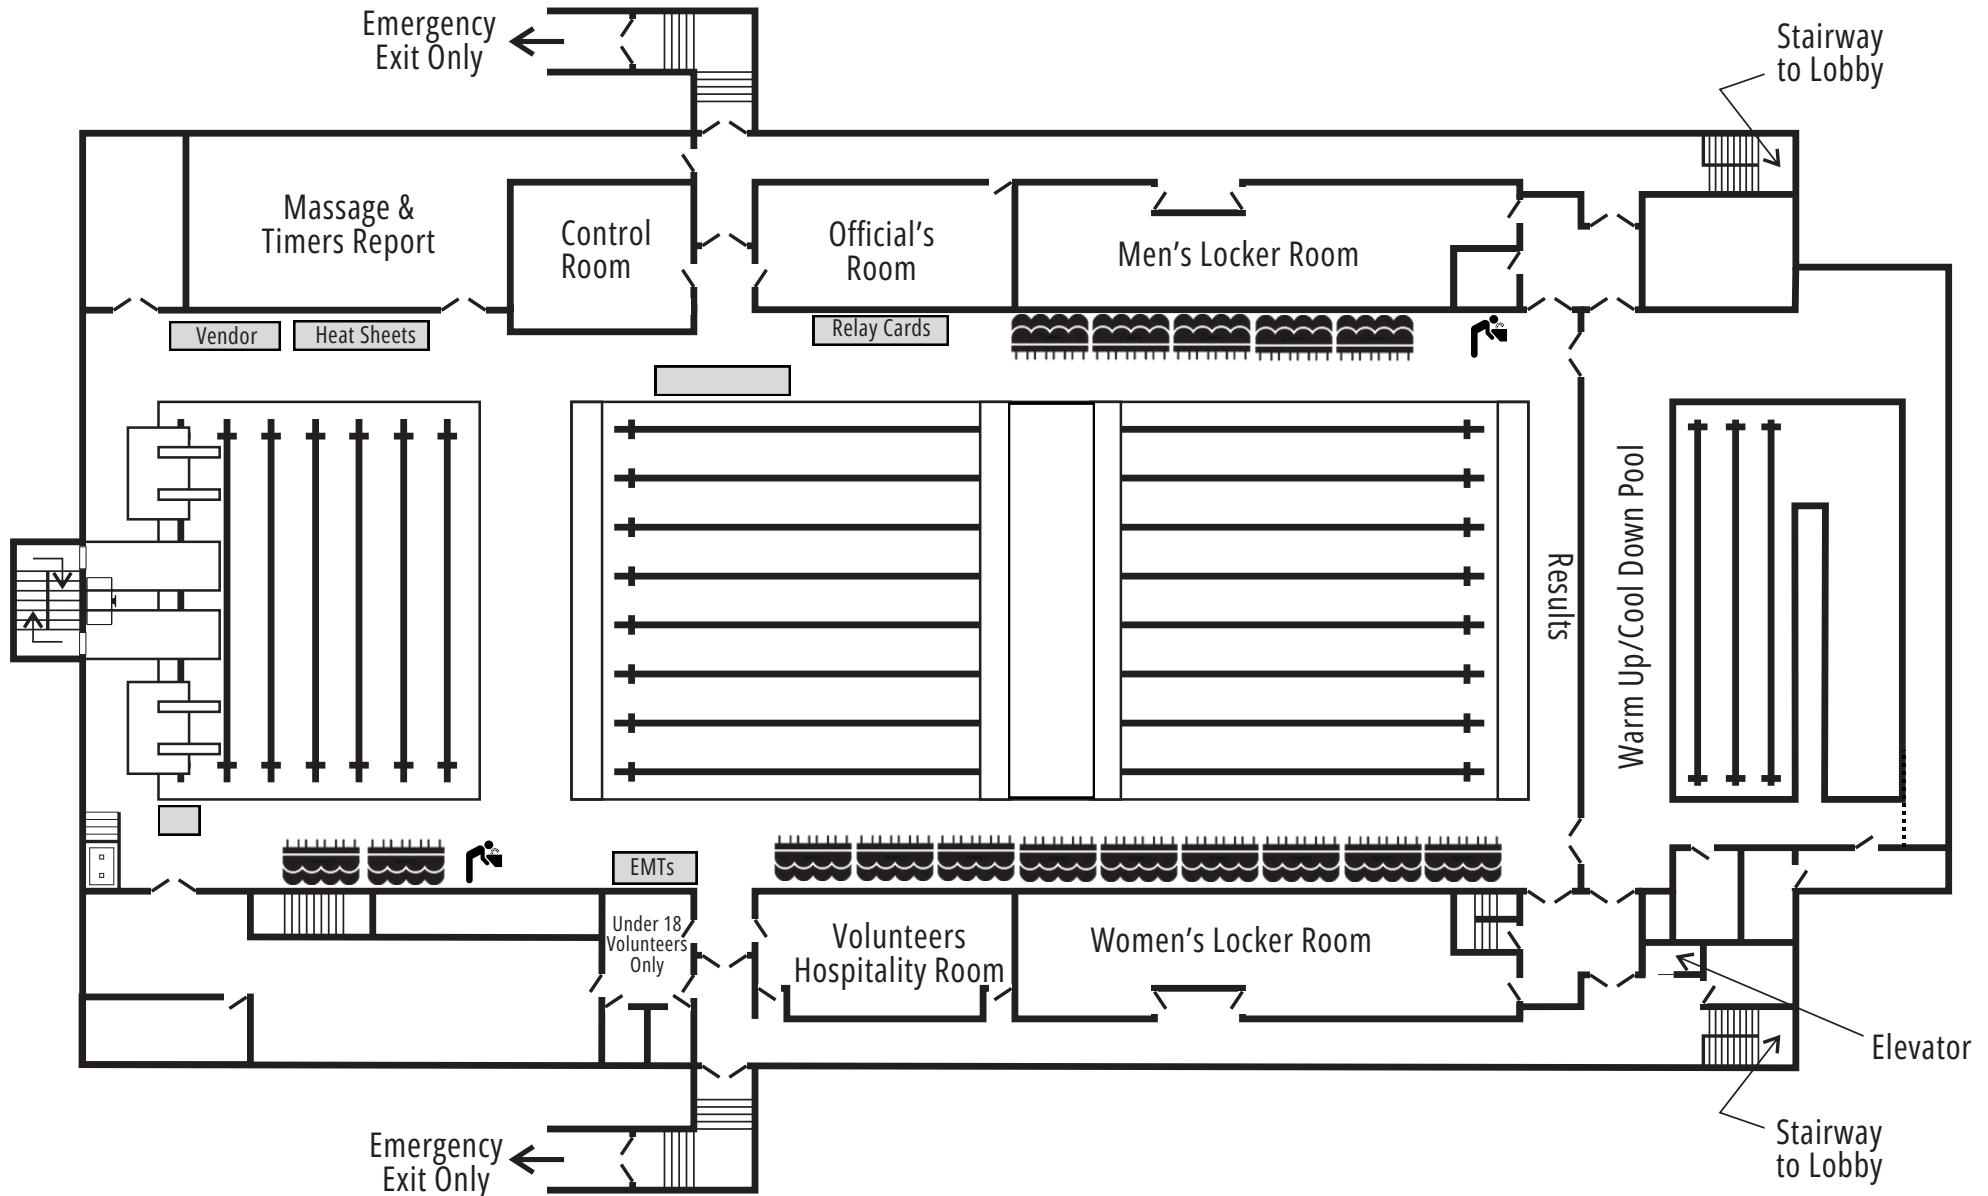 Emergency
Exit Only
Stairway
to Lobby
Massage &
Timers Report
Control
Room
Official's
Room
Men's Locker Room
Vendor
Heat Sheets
Relay Cards
Results
Warm Up/Cool Down Pool
EMTs
Under 18
Volunteers
Only
Volunteers
Hospitality Room
Women's Locker Room
Elevator
Emergency
Exit Only
Stairway
to Lobby